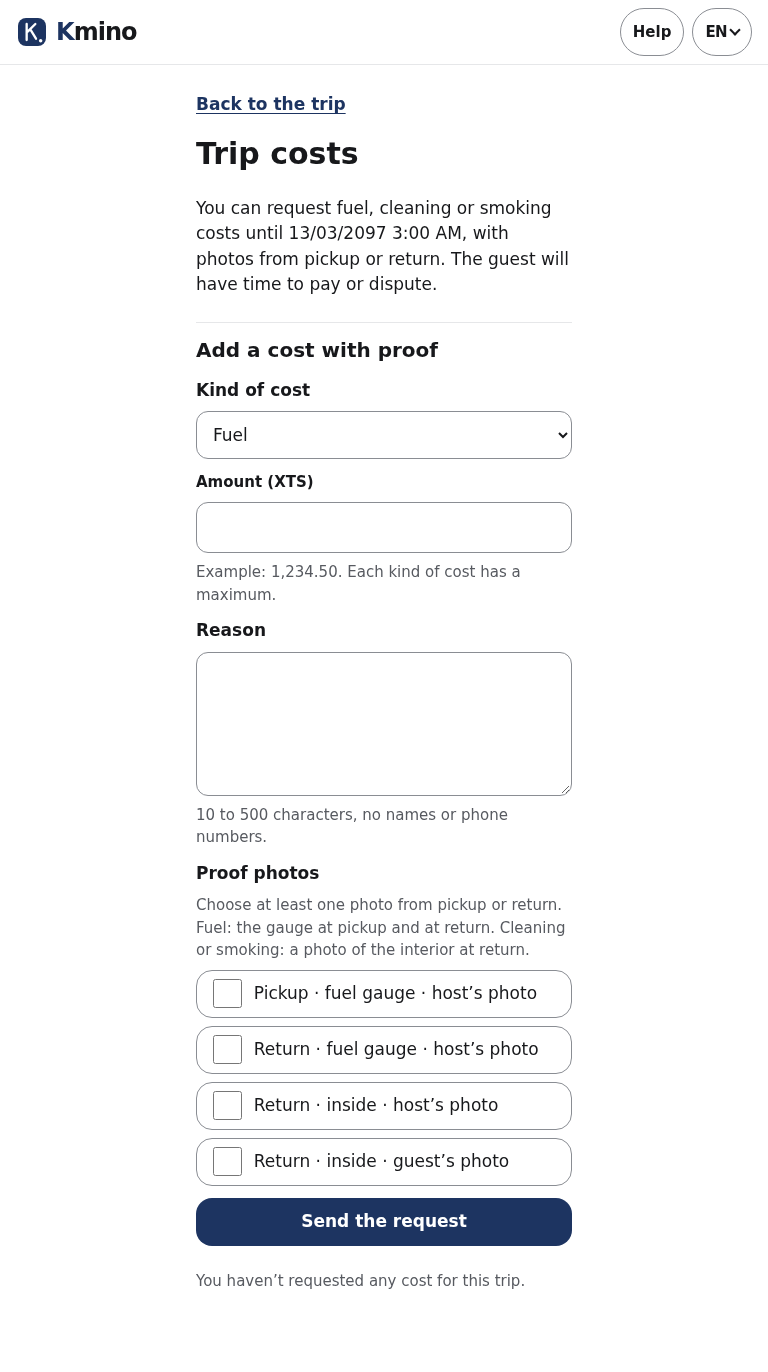 Kmino
Help
EN
Back to the trip
Trip costs
You can request fuel, cleaning or smoking
costs until 13/03/2097 3:00 AM, with
photos from pickup or return. The guest will
have time to pay or dispute.
Add a cost with proof
Kind of cost
Fuel
Amount (XTS)
Example: 1,234.50. Each kind of cost has a
maximum.
Reason
10 to 500 characters, no names or phone
numbers.
Proof photos
Choose at least one photo from pickup or return.
Fuel: the gauge at pickup and at return. Cleaning
or smoking: a photo of the interior at return.
Pickup · fuel gauge · host’s photo
Return · fuel gauge · host’s photo
Return · inside · host’s photo
Return · inside · guest’s photo
Send the request
You haven’t requested any cost for this trip.